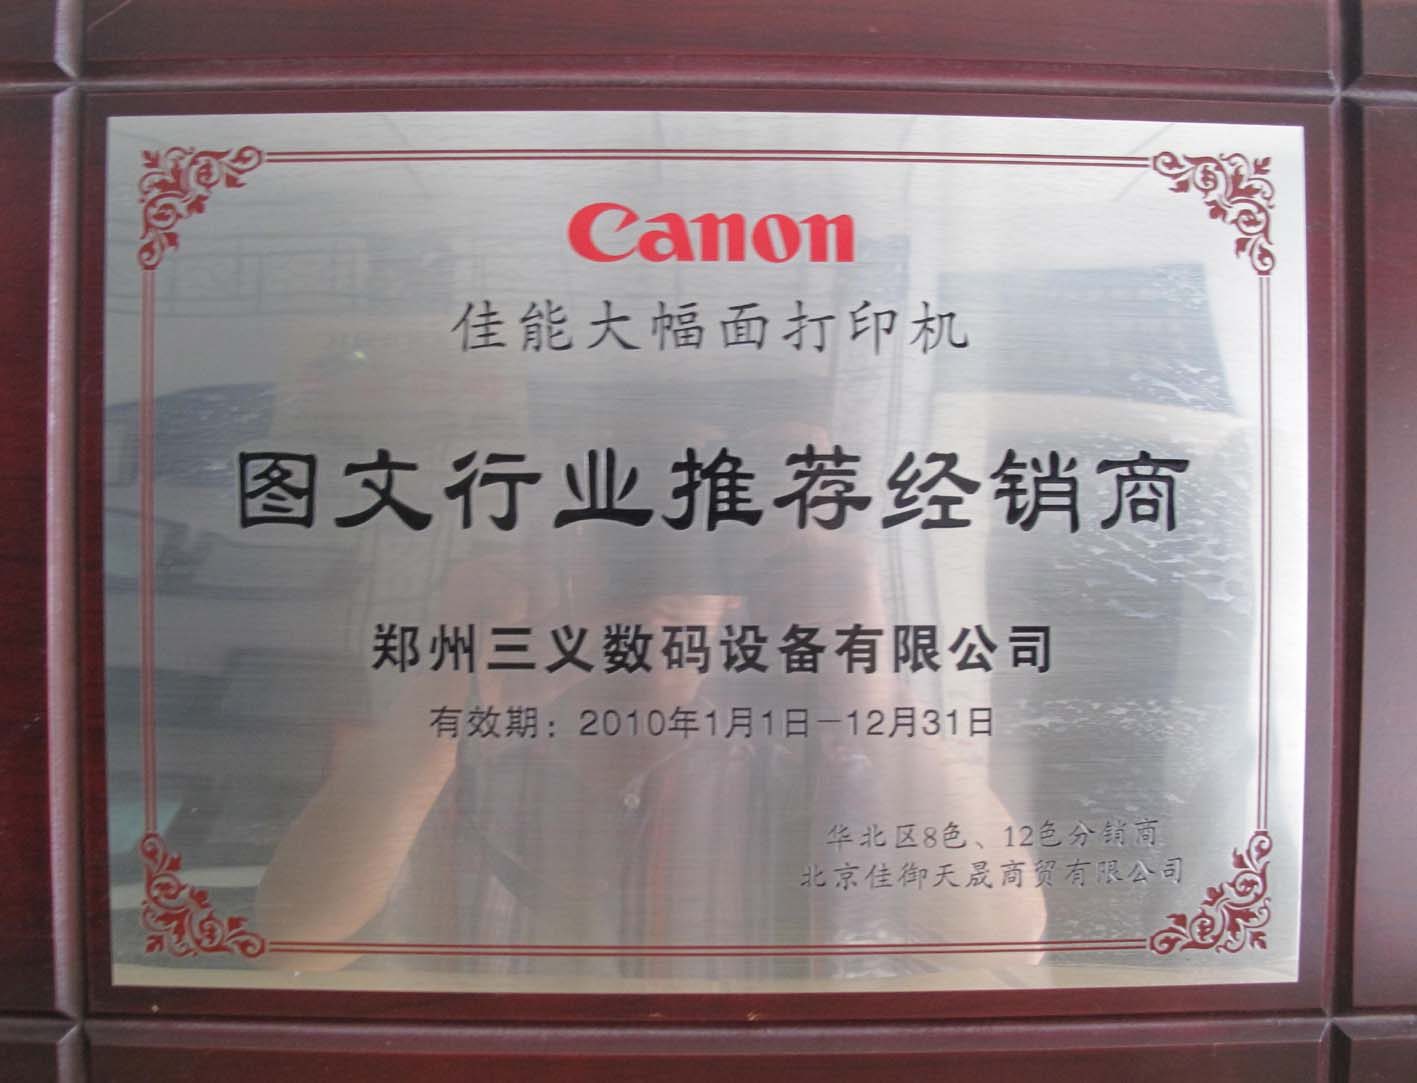 Canon
佳能大幅面打印机
图文行业推荐经销商
郑州三义数码设备有限公司
有效期：2010年1月1日－12月31日
华北区8色、12色分销商
北京佳御天晟商贸有限公司